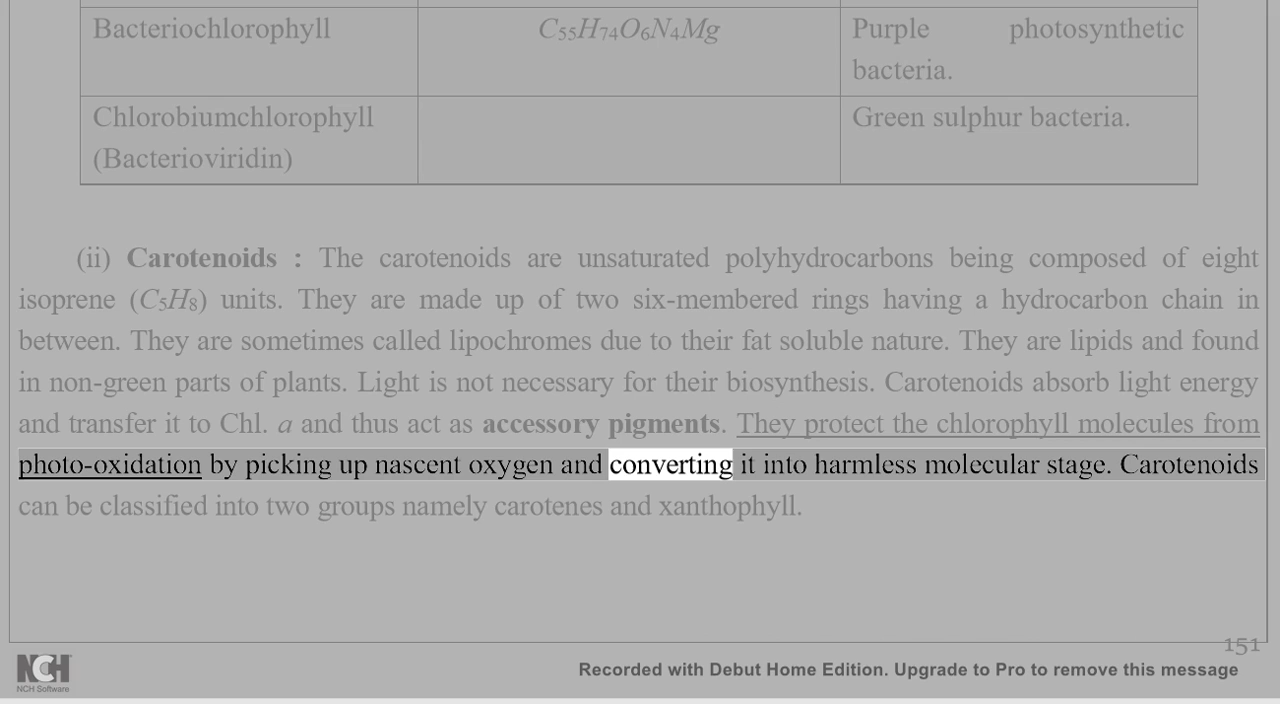 Bacteriochlorophyll C₅₅H₇₄O₆N₄Mg Purple photosynthetic
bacteria.
Chlorobiumchlorophyll Green sulphur bacteria.
(Bacterioviridin)
(ii) Carotenoids : The carotenoids are unsaturated polyhydrocarbons being composed of eight
isoprene (C₅H₈) units. They are made up of two six-membered rings having a hydrocarbon chain in
between. They are sometimes called lipochromes due to their fat soluble nature. They are lipids and found
in non-green parts of plants. Light is not necessary for their biosynthesis. Carotenoids absorb light energy
and transfer it to Chl. a and thus act as accessory pigments. They protect the chlorophyll molecules from
photo-oxidation by picking up nascent oxygen and converting it into harmless molecular stage. Carotenoids
can be classified into two groups namely carotenes and xanthophyll.
151
NCH
NCH Software
Recorded with Debut Home Edition. Upgrade to Pro to remove this message